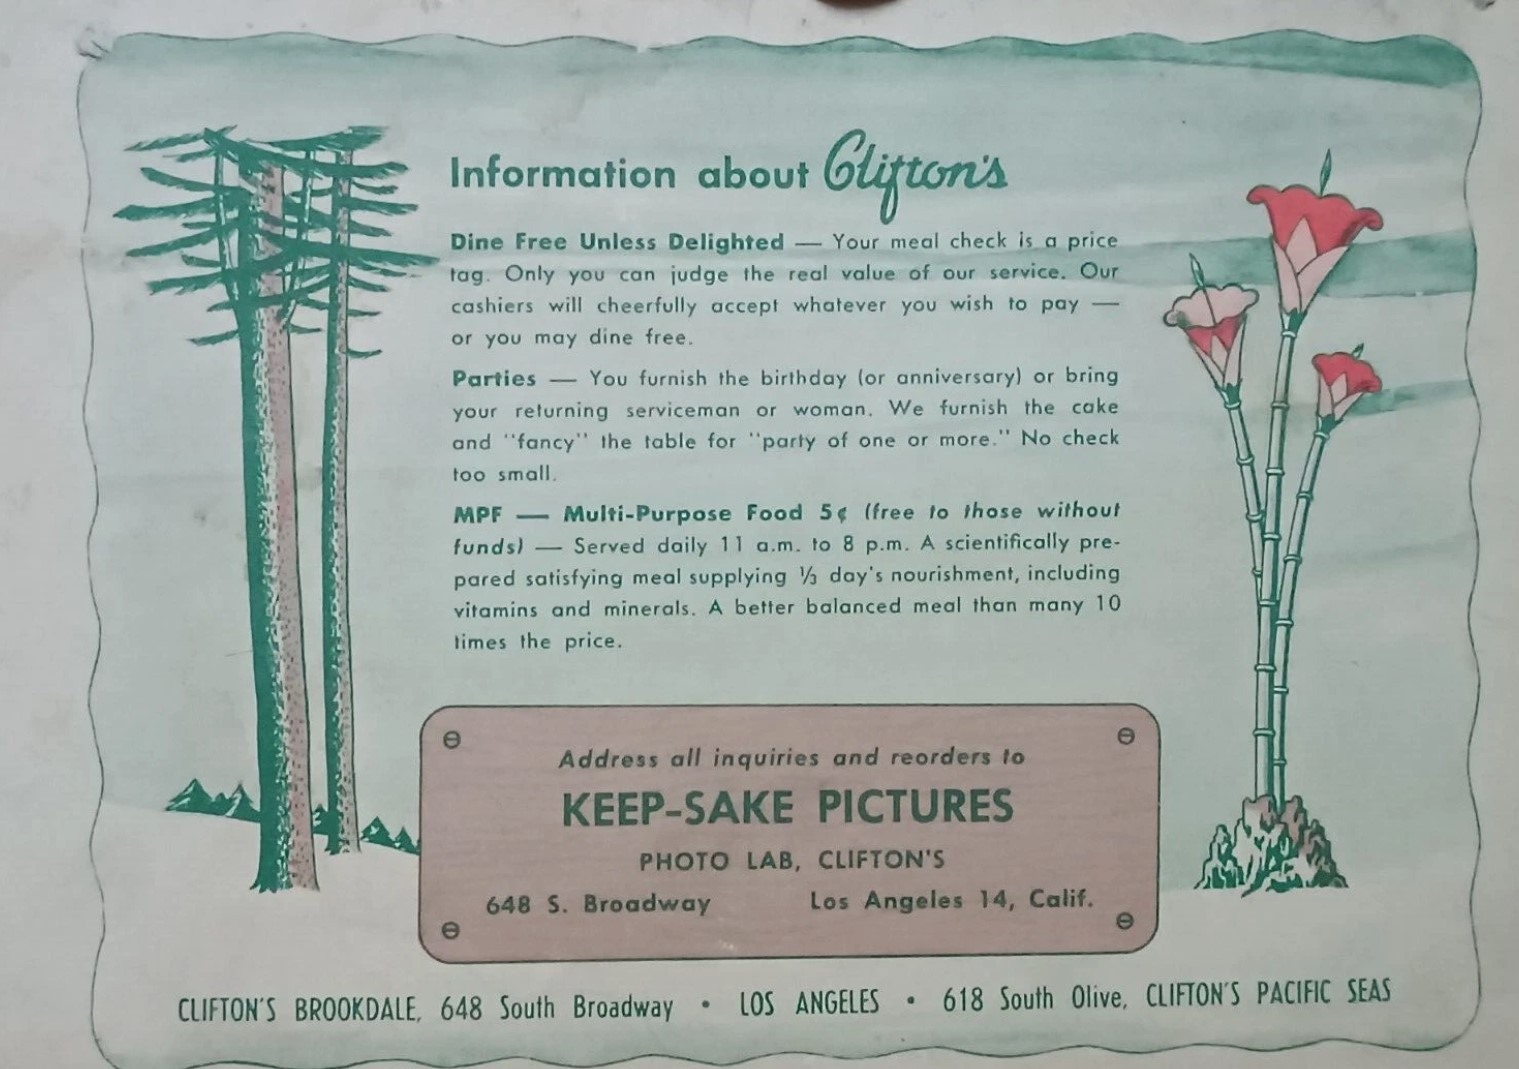 Information about Clifton's
Dine Free Unless Delighted — Your meal check is a price
tag. Only you can judge the real value of our service. Our
cashiers will cheerfully accept whatever you wish to pay —
or you may dine free.
Parties — You furnish the birthday (or anniversary) or bring
your returning serviceman or woman. We furnish the cake
and "fancy" the table for "party of one or more." No check
too small.
MPF — Multi-Purpose Food 5¢ (free to those without
funds) — Served daily 11 a.m. to 8 p.m. A scientifically pre-
pared satisfying meal supplying ⅓ day's nourishment, including
vitamins and minerals. A better balanced meal than many 10
times the price.
Address all inquiries and reorders to
KEEP-SAKE PICTURES
PHOTO LAB, CLIFTON'S
648 S. Broadway Los Angeles 14, Calif.
CLIFTON'S BROOKDALE, 648 South Broadway • LOS ANGELES • 618 South Olive, CLIFTON'S PACIFIC SEAS